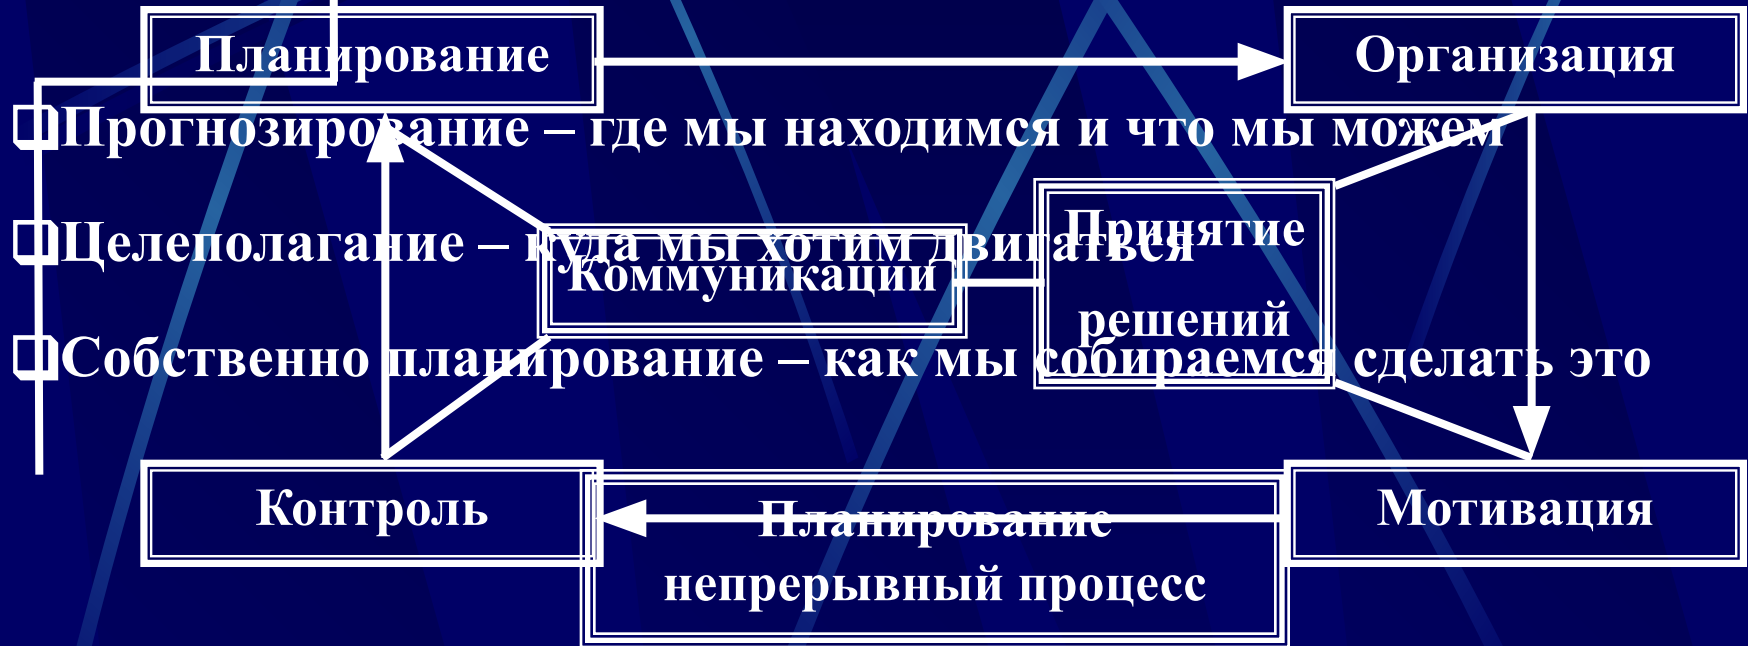 Планирование
Организация
Прогнозирование – где мы находимся и что мы можем
Целеполагание – куда мы хотим двигаться
Принятие
решений
Коммуникации
Собственно планирование – как мы собираемся сделать это
Контроль
Мотивация
Планирование
непрерывный процесс